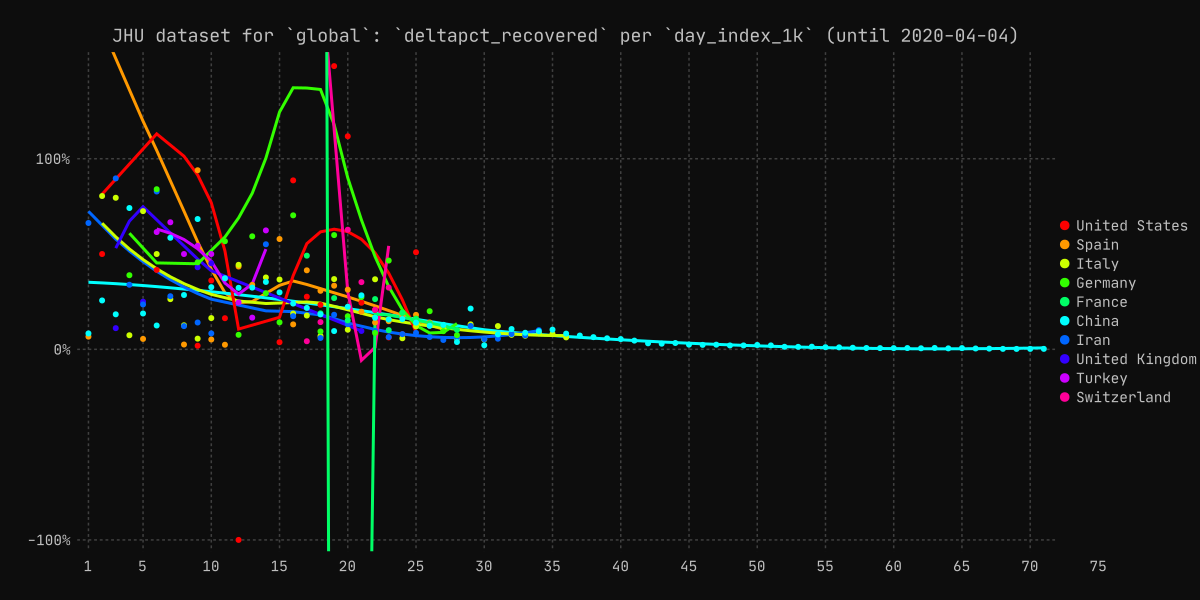 JHU dataset for `global`: `deltapct_recovered` per `day_index_1k` (until 2020-04-04)
100%
0%
-100%
1 5 10 15 20 25 30 35 40 45 50 55 60 65 70 75
United States
Spain
Italy
Germany
France
China
Iran
United Kingdom
Turkey
Switzerland